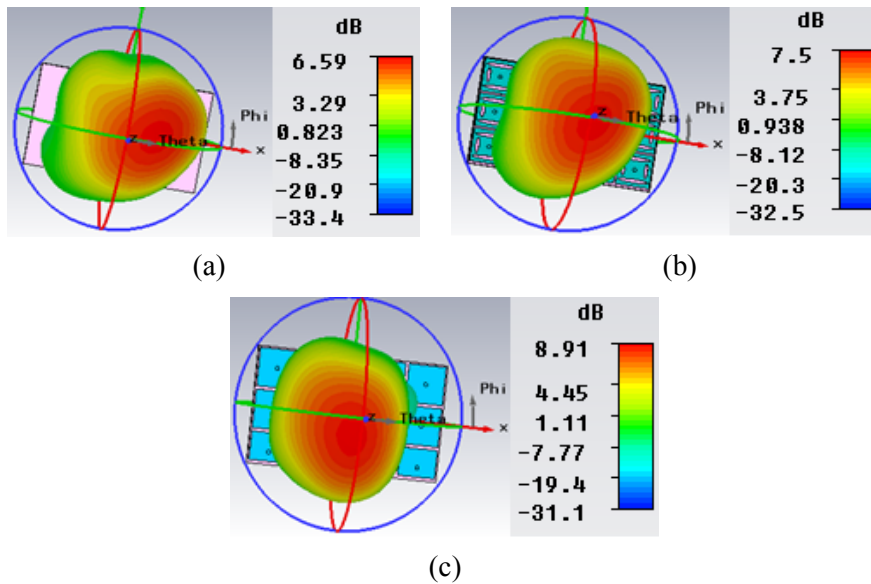 dB
6.59
3.29
0.823
-8.35
-20.9
-33.4
Phi
z Theta
x
(a)
dB
7.5
3.75
0.938
-8.12
-20.3
-32.5
Phi
z Theta
x
(b)
dB
8.91
4.45
1.11
-7.77
-19.4
-31.1
Phi
z Theta
x
(c)